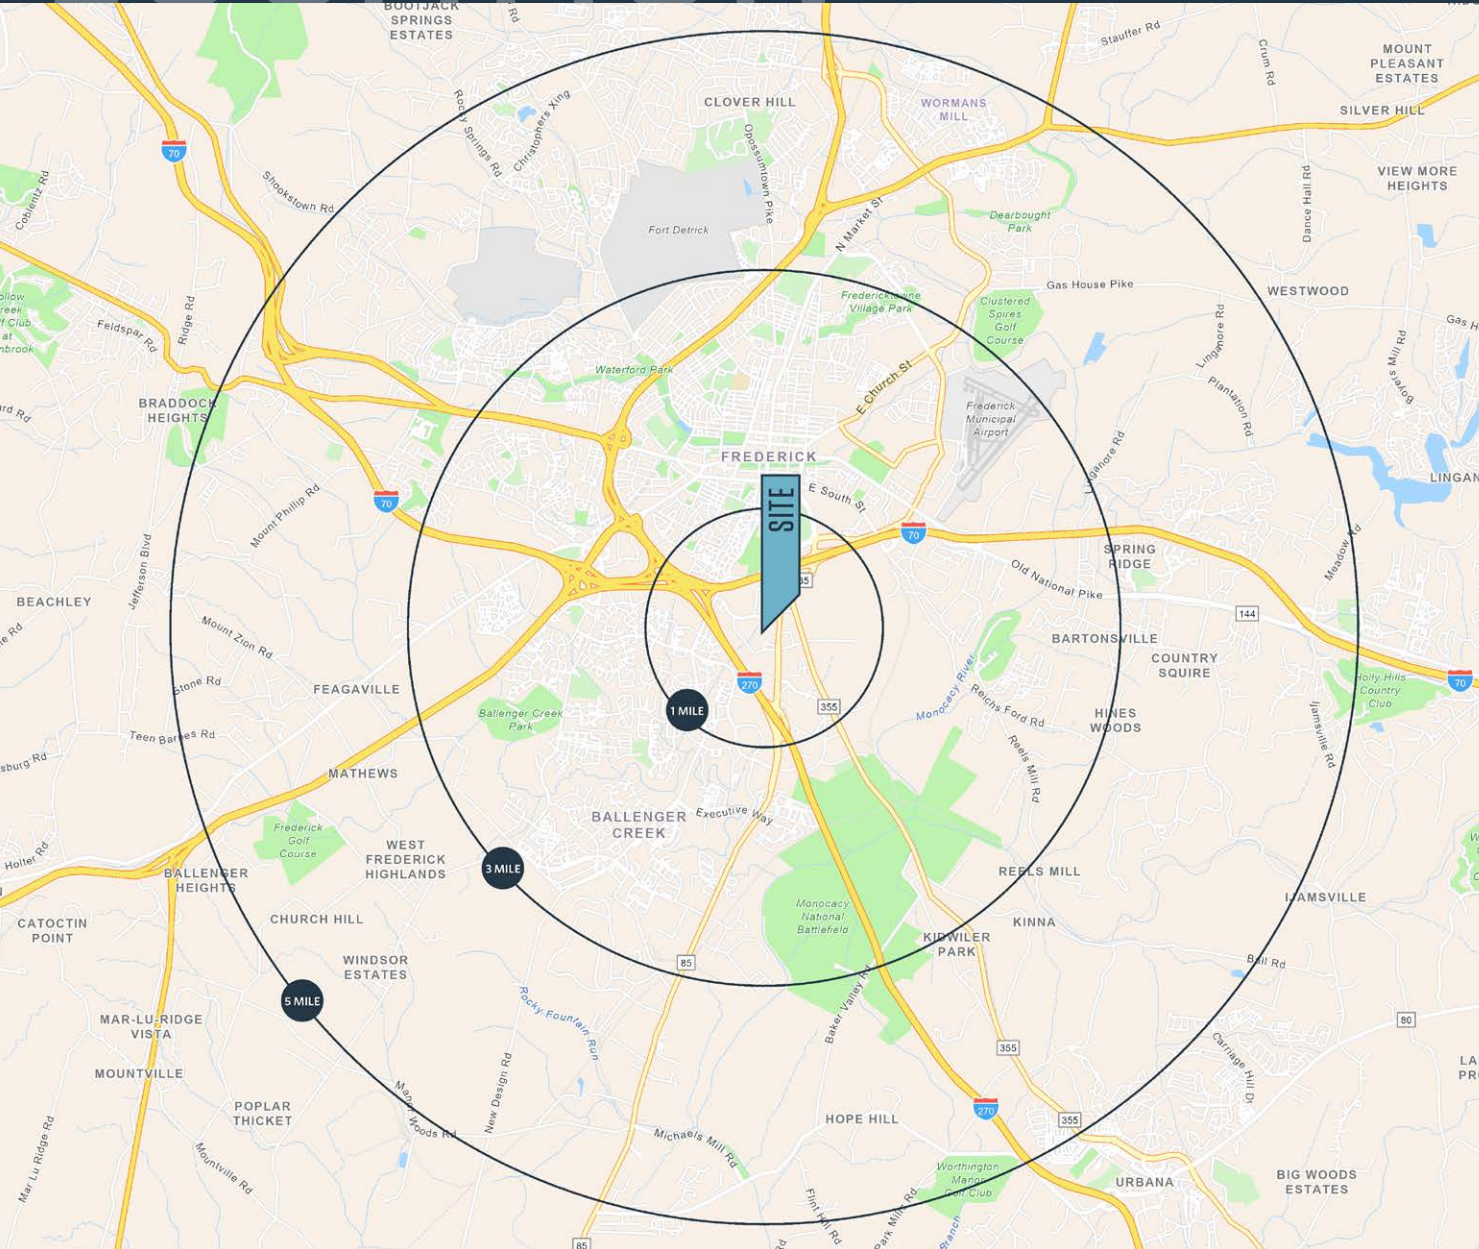 BOOTJACK
SPRINGS
ESTATES
Stauffer Rd
Crum Rd
MOUNT
PLEASANT
ESTATES
SILVER HILL
CLOVER HILL
WORMANS
MILL
Rocky Springs Rd
Christophers Xing
Opossumtown Pike
70
Coblentz Rd
Shookstown Rd
Dance Hall Rd
VIEW MORE
HEIGHTS
Fort Detrick
N Market St
Dearbought
Park
Gas House Pike
WESTWOOD
Fredericktowne
Village Park
Clustered
Spires
Golf
Course
Feldspar Rd
Ridge Rd
Linganore Rd
Boyers Mill Rd
Waterford Park
E Church St
Plantation Rd
BRADDOCK
HEIGHTS
Frederick
Municipal
Airport
FREDERICK
Linganore Rd
Mount Phillip Rd
70
SITE
E South St
70
Jefferson Blvd
SPRING
RIDGE
Meadow Rd
Old National Pike
BEACHLEY
144
Mount Zion Rd
BARTONSVILLE
COUNTRY
SQUIRE
Stone Rd
FEAGAVILLE
270
Monocacy River
Reichs Ford Rd
70
Holly Hills
Country
Club
1 MILE
355
Ballenger Creek
Park
HINES
WOODS
Ijamsville Rd
Teen Barnes Rd
Reels Mill Rd
MATHEWS
BALLENGER
CREEK
Executive Way
Frederick
Golf
Course
WEST
FREDERICK
HIGHLANDS
Holter Rd
BALLENGER
HEIGHTS
3 MILE
REELS MILL
IJAMSVILLE
CATOCTIN
POINT
CHURCH HILL
Monocacy
National
Battlefield
KINNA
KIDWILER
PARK
WINDSOR
ESTATES
85
Ball Rd
5 MILE
Rocky Fountain Run
Baker Valley Rd
MAR-LU-RIDGE
VISTA
80
355
Carriage Hill Dr
MOUNTVILLE
New Design Rd
Manor Woods Rd
270
POPLAR
THICKET
HOPE HILL
355
Michaels Mill Rd
Mar Lu Ridge Rd
Mountville Rd
Worthington
Manor
Golf Club
URBANA
BIG WOODS
ESTATES
Flint Hill Rd
Park Mills Rd
Branch
85